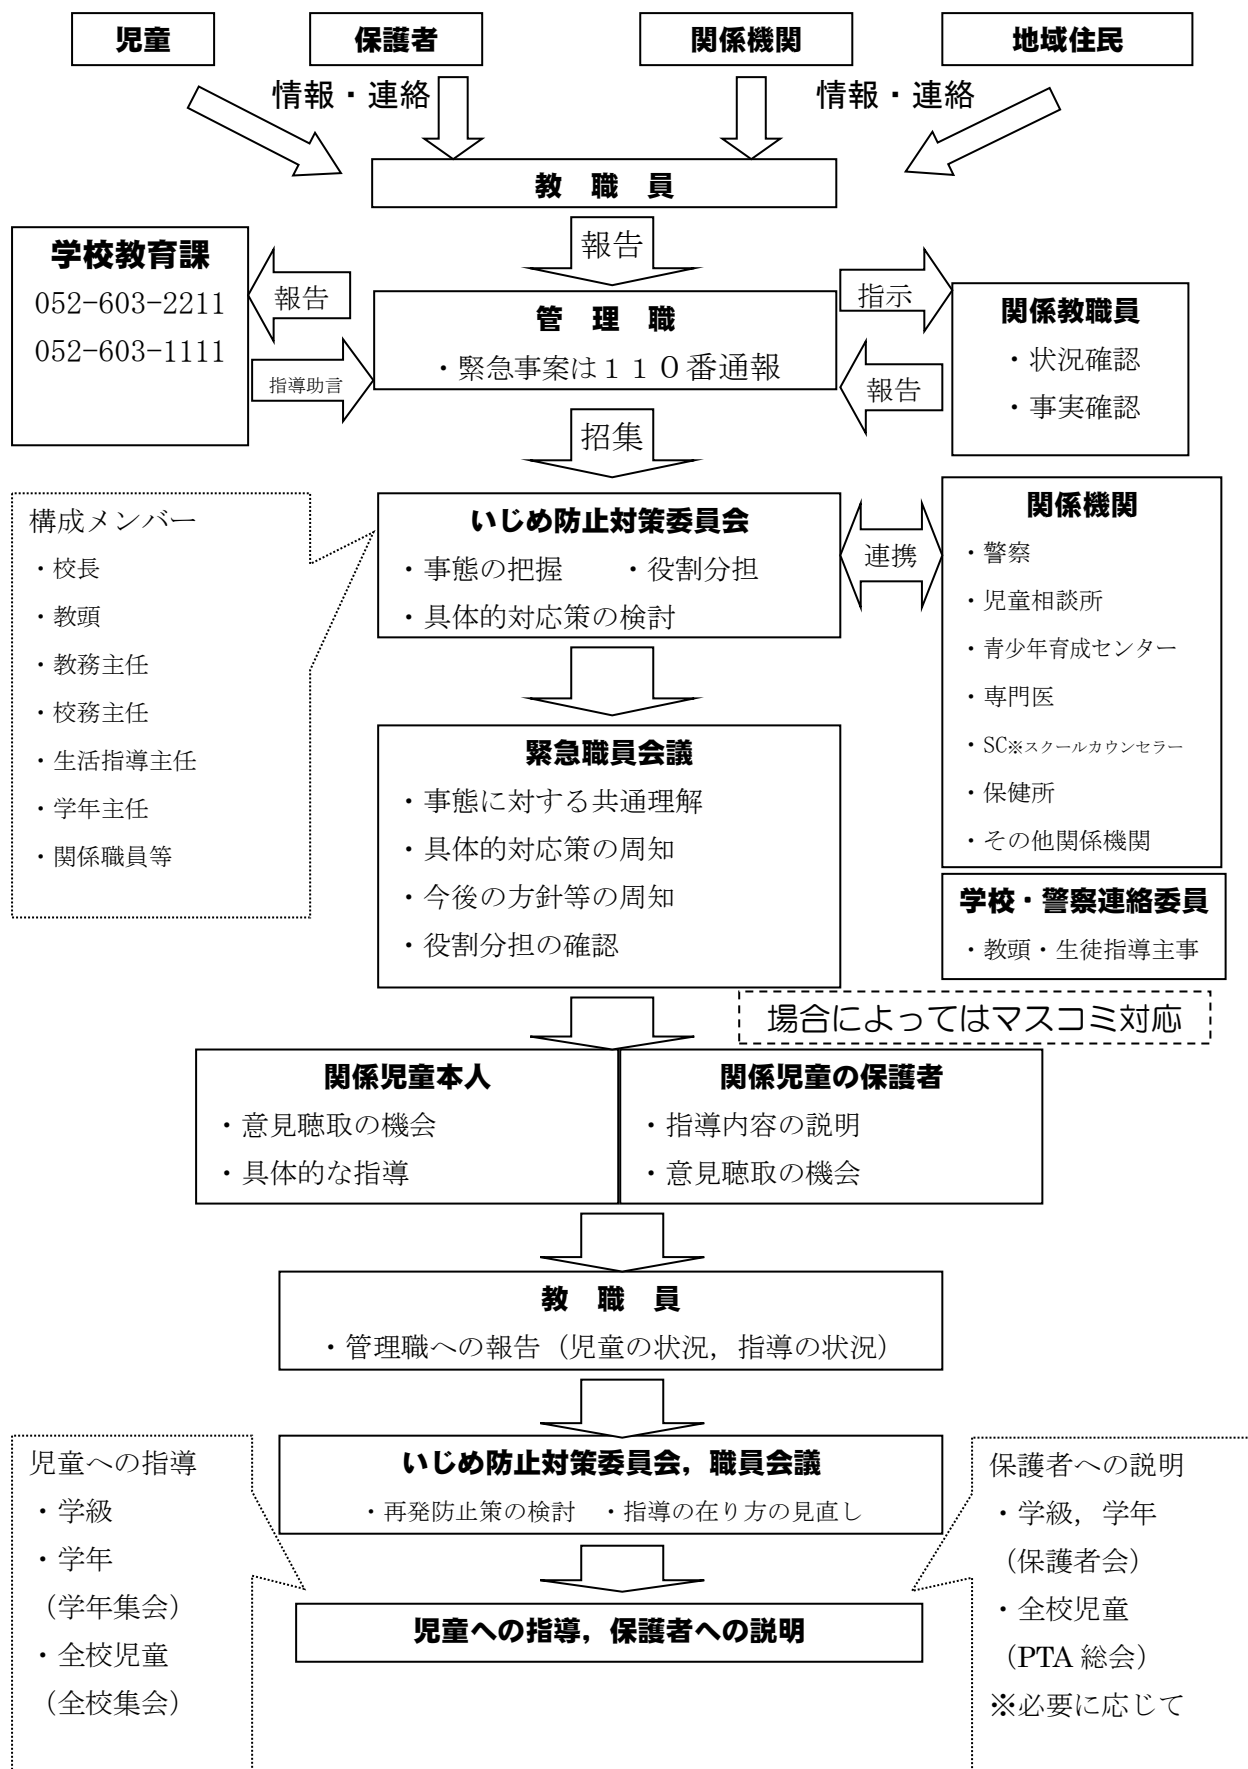 児童
保護者
関係機関
地域住民
情報・連絡
情報・連絡
教　職　員
報告
学校教育課
052-603-2211
052-603-1111
報告
指導助言
管　理　職
・緊急事案は１１０番通報
指示
報告
関係教職員
・状況確認
・事実確認
招集
構成メンバー
・校長
・教頭
・教務主任
・校務主任
・生活指導主任
・学年主任
・関係職員等
いじめ防止対策委員会
・事態の把握　　・役割分担
・具体的対応策の検討
連携
関係機関
・警察
・児童相談所
・青少年育成センター
・専門医
・SC※スクールカウンセラー
・保健所
・その他関係機関
緊急職員会議
・事態に対する共通理解
・具体的対応策の周知
・今後の方針等の周知
・役割分担の確認
学校・警察連絡委員
・教頭・生徒指導主事
場合によってはマスコミ対応
関係児童本人
・意見聴取の機会
・具体的な指導
関係児童の保護者
・指導内容の説明
・意見聴取の機会
教　職　員
・管理職への報告（児童の状況，指導の状況）
いじめ防止対策委員会，職員会議
・再発防止策の検討　・指導の在り方の見直し
児童への指導
・学級
・学年
（学年集会）
・全校児童
（全校集会）
児童への指導，保護者への説明
保護者への説明
・学級，学年
（保護者会）
・全校児童
（PTA 総会）
※必要に応じて